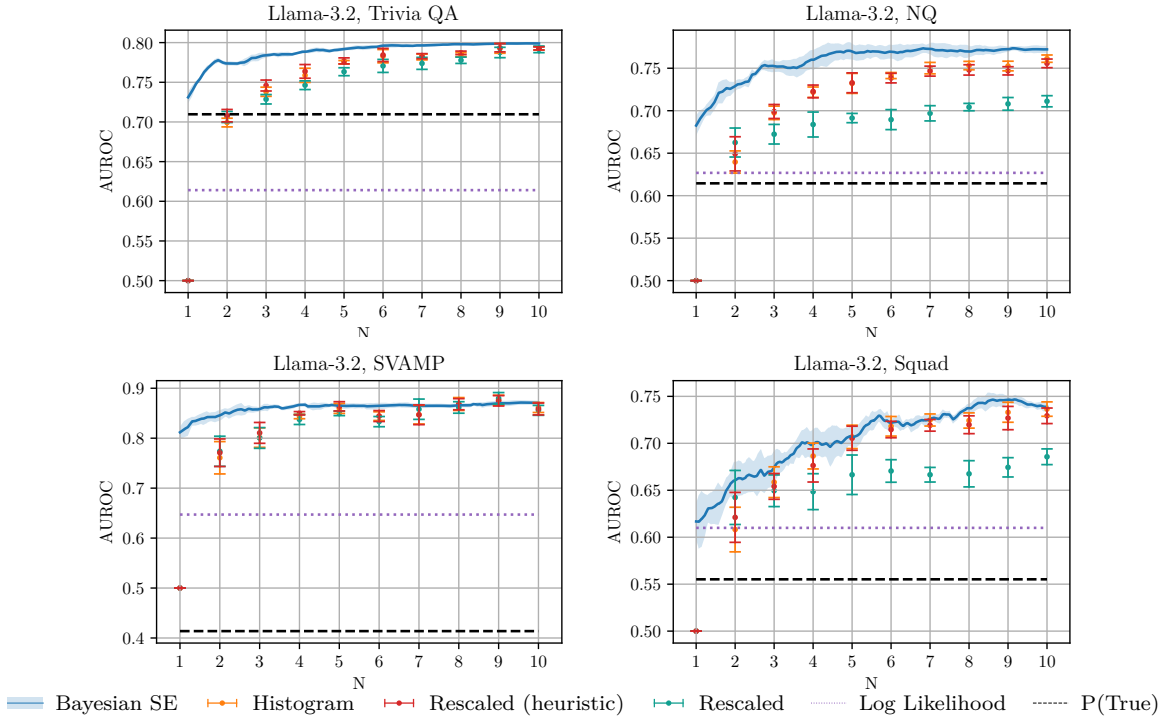 Llama-3.2, Trivia QA
AUROC
0.80
0.75
0.70
0.65
0.60
0.55
0.50
1 2 3 4 5 6 7 8 9 10
N
Llama-3.2, NQ
AUROC
0.75
0.70
0.65
0.60
0.55
0.50
1 2 3 4 5 6 7 8 9 10
N
Llama-3.2, SVAMP
AUROC
0.9
0.8
0.7
0.6
0.5
0.4
1 2 3 4 5 6 7 8 9 10
N
Llama-3.2, Squad
AUROC
0.75
0.70
0.65
0.60
0.55
0.50
1 2 3 4 5 6 7 8 9 10
N
Bayesian SE Histogram Rescaled (heuristic) Rescaled Log Likelihood P(True)